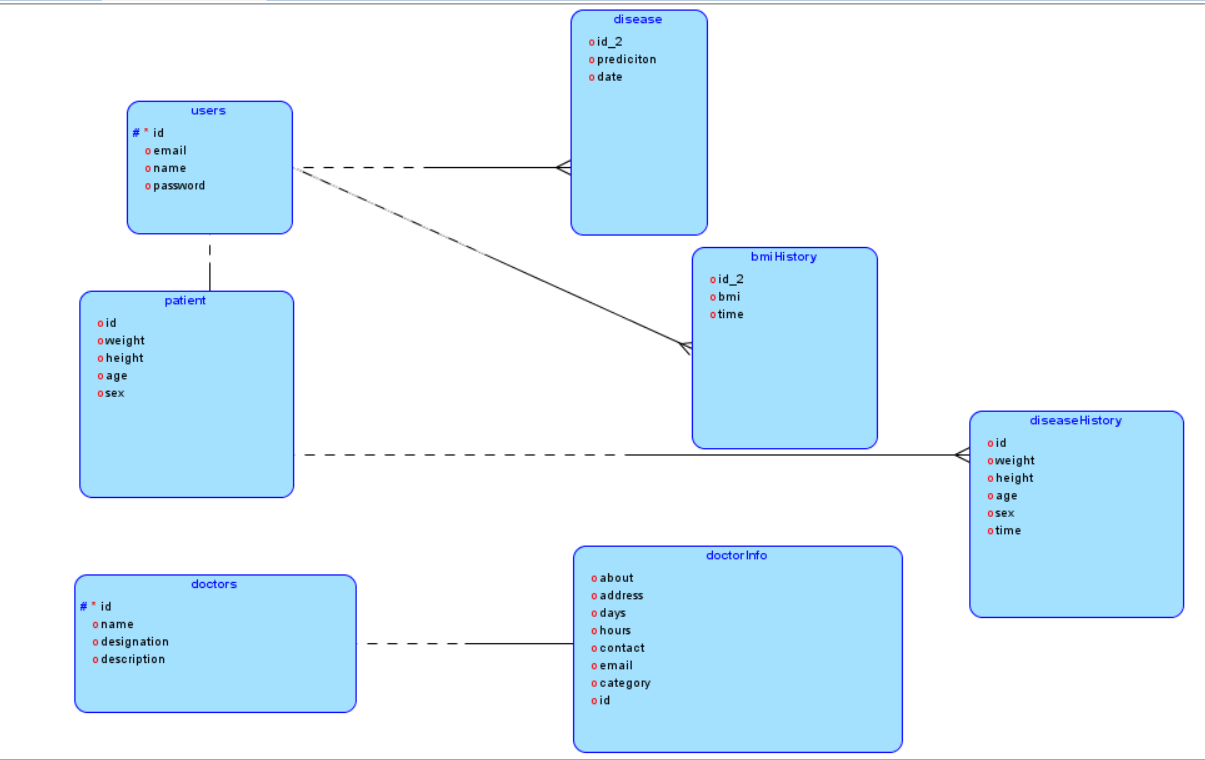 disease
o id_2
o prediciton
o date
users
# * id
o email
o name
o password
bmiHistory
o id_2
o bmi
o time
patient
o id
o weight
o height
o age
o sex
diseaseHistory
o id
o weight
o height
o age
o sex
o time
doctorInfo
o about
o address
o days
o hours
o contact
o email
o category
o id
doctors
# * id
o name
o designation
o description